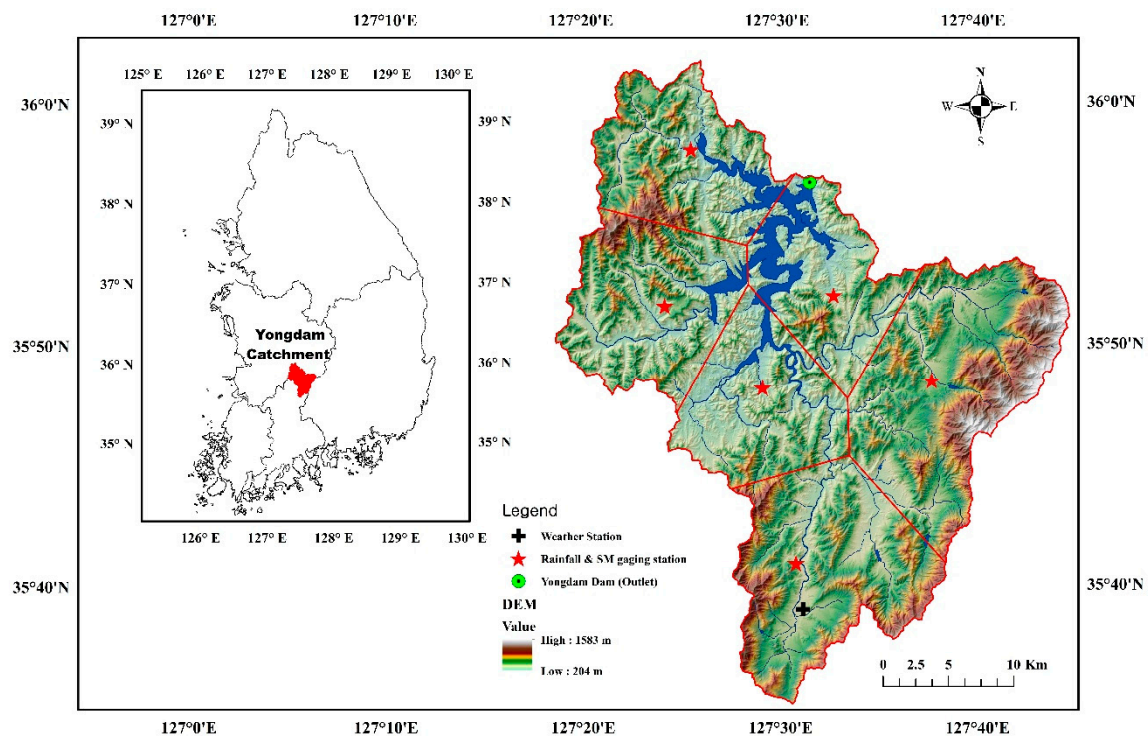 127°0'E 127°10'E 127°20'E 127°30'E 127°40'E
125° E 126° E 127° E 128° E 129° E 130° E
36°0'N
35°50'N
35°40'N
39° N
38° N
37° N
36° N
35° N
Yongdam
Catchment
39° N
38° N
37° N
36° N
35° N
126° E 127° E 128° E 129° E 130° E
N
W E
S
36°0'N
35°50'N
35°40'N
Legend
Weather Station
Rainfall & SM gaging station
Yongdam Dam (Outlet)
DEM
Value
High : 1583 m
Low : 204 m
0 2.5 5 10 Km
127°0'E 127°10'E 127°20'E 127°30'E 127°40'E